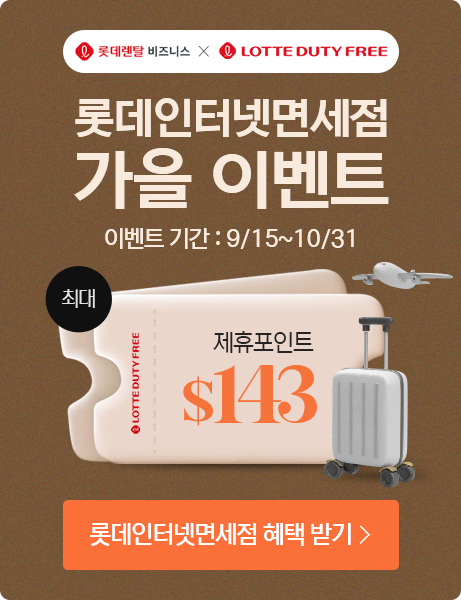 롯데렌탈 비즈니스 × LOTTE DUTY FREE
롯데인터넷면세점
가을 이벤트
이벤트 기간 : 9/15~10/31
최대
제휴포인트
$143
LOTTE DUTY FREE
롯데인터넷면세점 혜택 받기 >